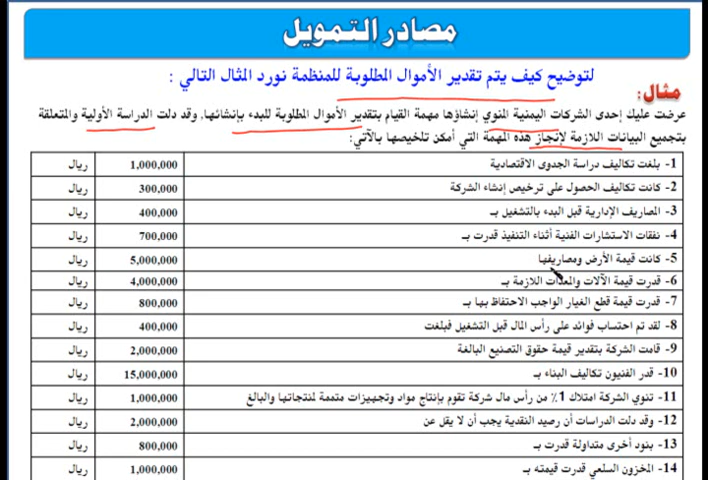 مصادر التمويل
لتوضيح كيف يتم تقدير الأموال المطلوبة للمنظمة نورد المثال التالي :
مثال:
عرضت عليك إحدى الشركات اليمنية المنوي إنشاؤها مهمة القيام بتقدير الأموال المطلوبة للبدء بإنشائها، وقد دلت الدراسة الأولية والمتعلقة
بتجميع البيانات اللازمة لإنجاز هذه المهمة التي أمكن تلخيصها بالآتي:
1- بلغت تكاليف دراسة الجدوى الاقتصادية 1,000,000 ريال
2- كانت تكاليف الحصول على ترخيص إنشاء الشركة 300,000 ريال
3- المصاريف الإدارية قبل البدء بالتشغيل بـ 400,000 ريال
4- نفقات الاستشارات الفنية أثناء التنفيذ قدرت بـ 700,000 ريال
5- كانت قيمة الأرض ومصاريفها 5,000,000 ريال
6- قدرت قيمة الآلات والمعدات اللازمة بـ 4,000,000 ريال
7- قدرت قيمة قطع الغيار الواجب الاحتفاظ بها بـ 800,000 ريال
8- لقد تم احتساب فوائد على رأس المال قبل التشغيل فبلغت 400,000 ريال
9- قامت الشركة بتقدير قيمة حقوق التصنيع البالغة 2,000,000 ريال
10- قدر الفنيون تكاليف البناء بـ 15,000,000 ريال
11- تنوي الشركة امتلاك 1٪ من رأس مال شركة تقوم بإنتاج مواد وتجهيزات متممة لمنتجاتها والبالغ 1,000,000 ريال
12- وقد دلت الدراسات أن رصيد النقدية يجب أن لا يقل عن 2,000,000 ريال
13- بنود أخرى متداولة قدرت بـ 800,000 ريال
14- المخزون السلعي قدرت قيمته بـ 1,000,000 ريال